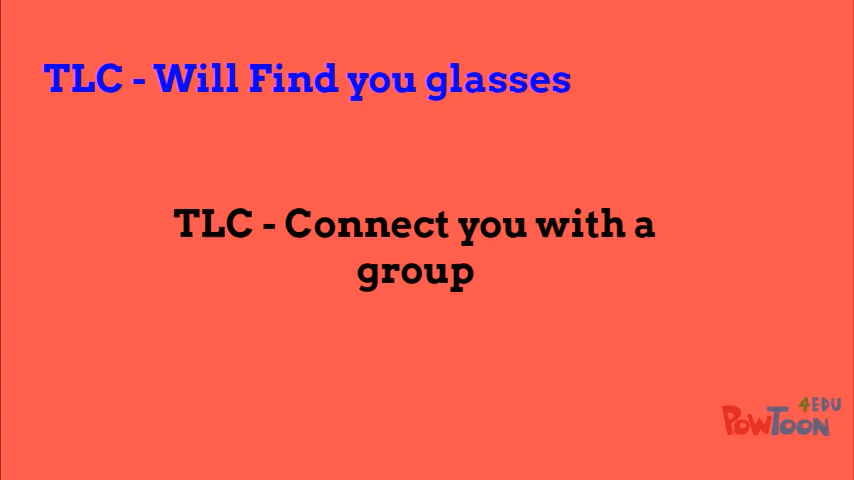 TLC - Will Find you glasses
TLC - Connect you with a
group
4EDU
POWTOON